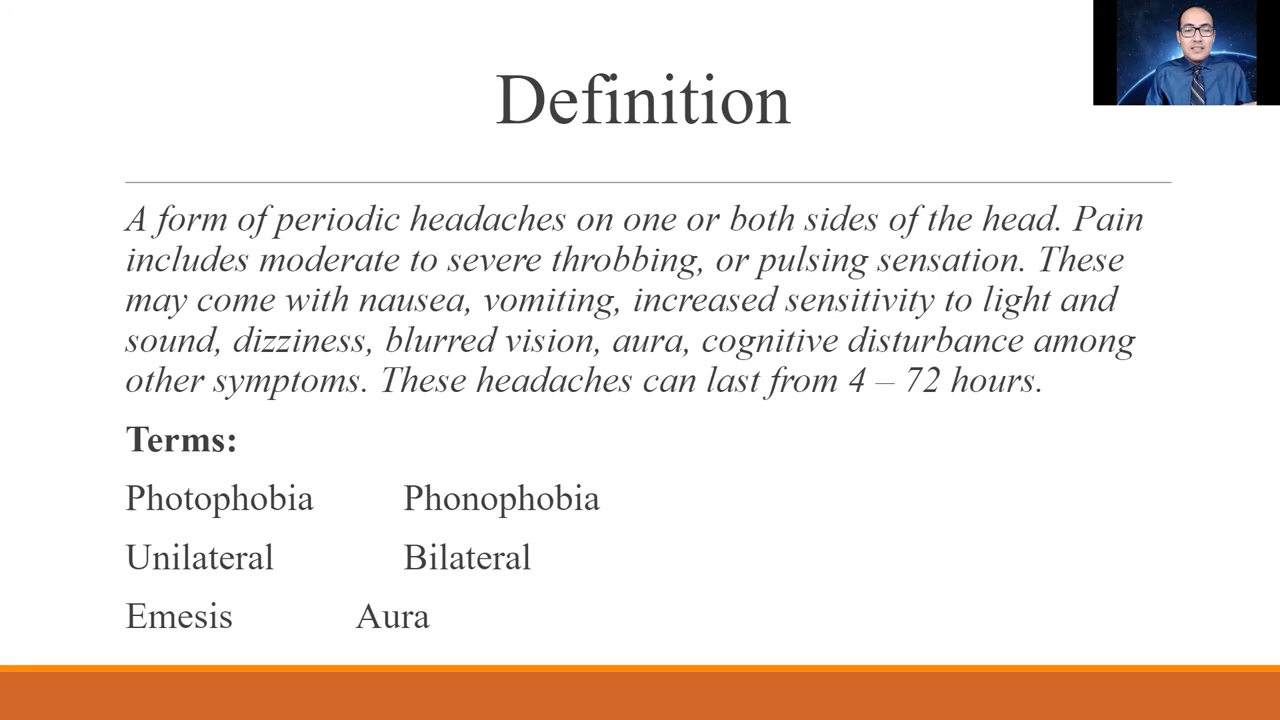 Definition
A form of periodic headaches on one or both sides of the head. Pain
includes moderate to severe throbbing, or pulsing sensation. These
may come with nausea, vomiting, increased sensitivity to light and
sound, dizziness, blurred vision, aura, cognitive disturbance among
other symptoms. These headaches can last from 4 – 72 hours.
Terms:
Photophobia Phonophobia
Unilateral Bilateral
Emesis Aura